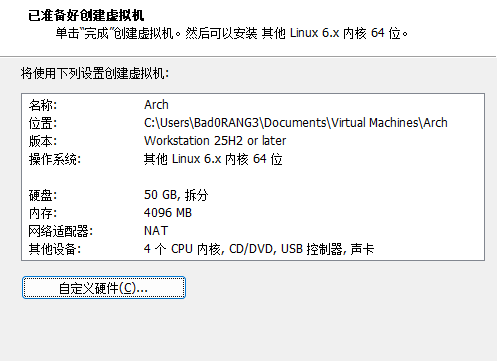 已准备好创建虚拟机
单击"完成"创建虚拟机。然后可以安装 其他 Linux 6.x 内核 64 位。
将使用下列设置创建虚拟机:
名称: Arch
位置: C:\Users\Bad0RANG3\Documents\Virtual Machines\Arch
版本: Workstation 25H2 or later
操作系统: 其他 Linux 6.x 内核 64 位
硬盘: 50 GB, 拆分
内存: 4096 MB
网络适配器: NAT
其他设备: 4 个 CPU 内核, CD/DVD, USB 控制器, 声卡
自定义硬件(C)...